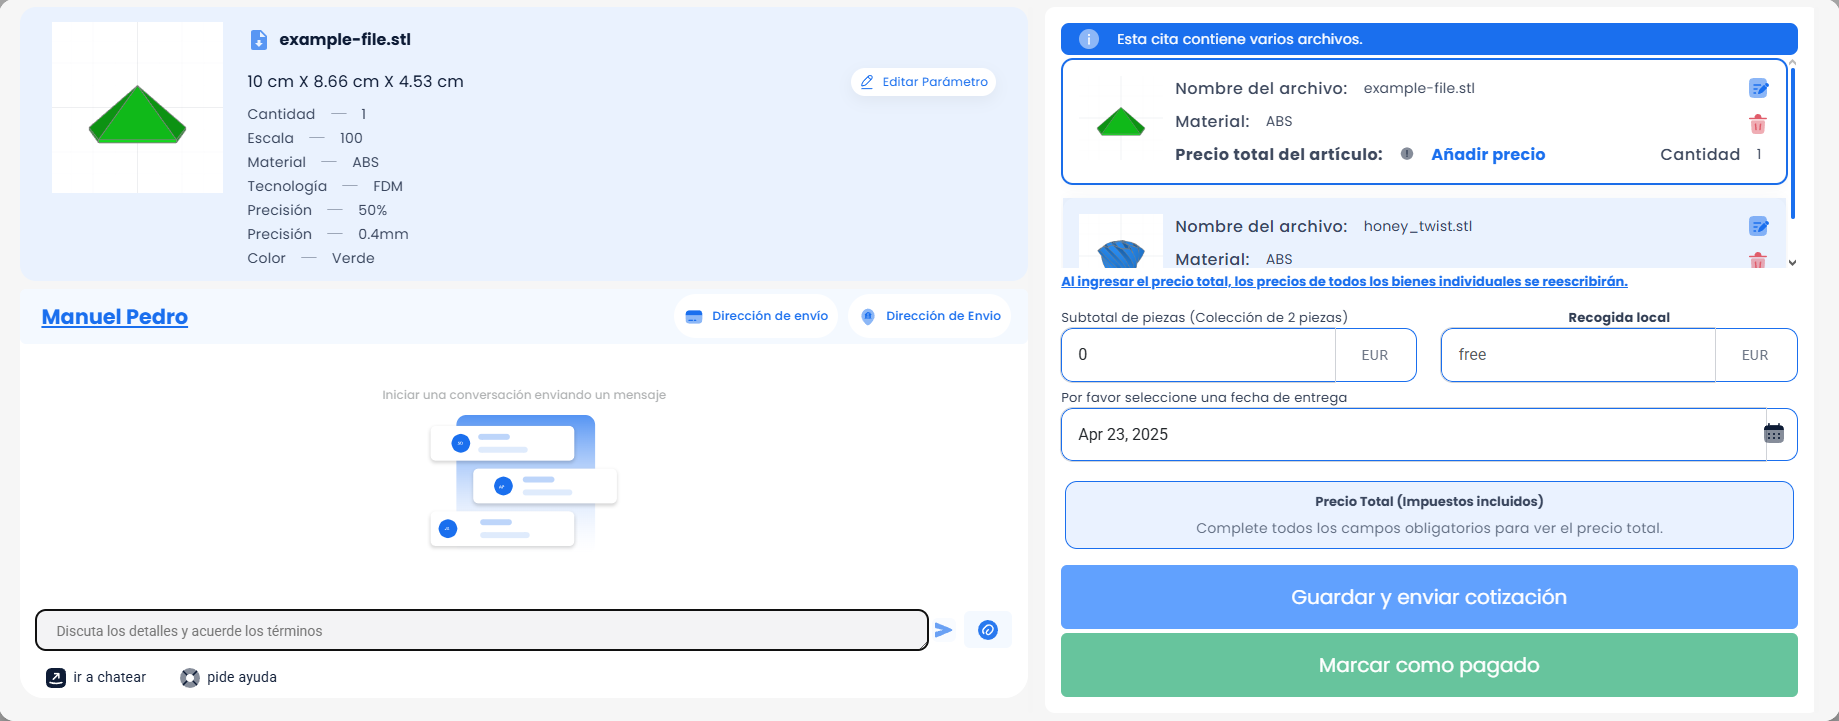 example-file.stl
10 cm X 8.66 cm X 4.53 cm
Editar Parámetro
Cantidad — 1
Escala — 100
Material — ABS
Tecnología — FDM
Precisión — 50%
Precisión — 0.4mm
Color — Verde
Manuel Pedro
Dirección de envío
Dirección de Envio
Iniciar una conversación enviando un mensaje
Discuta los detalles y acuerde los términos
ir a chatear
pide ayuda
Esta cita contiene varios archivos.
Nombre del archivo: example-file.stl
Material: ABS
Precio total del artículo: Añadir precio Cantidad 1
Nombre del archivo: honey_twist.stl
Material: ABS
Al ingresar el precio total, los precios de todos los bienes individuales se reescribirán.
Subtotal de piezas (Colección de 2 piezas)
Recogida local
0 EUR
free EUR
Por favor seleccione una fecha de entrega
Apr 23, 2025
Precio Total (Impuestos incluidos)
Complete todos los campos obligatorios para ver el precio total.
Guardar y enviar cotización
Marcar como pagado